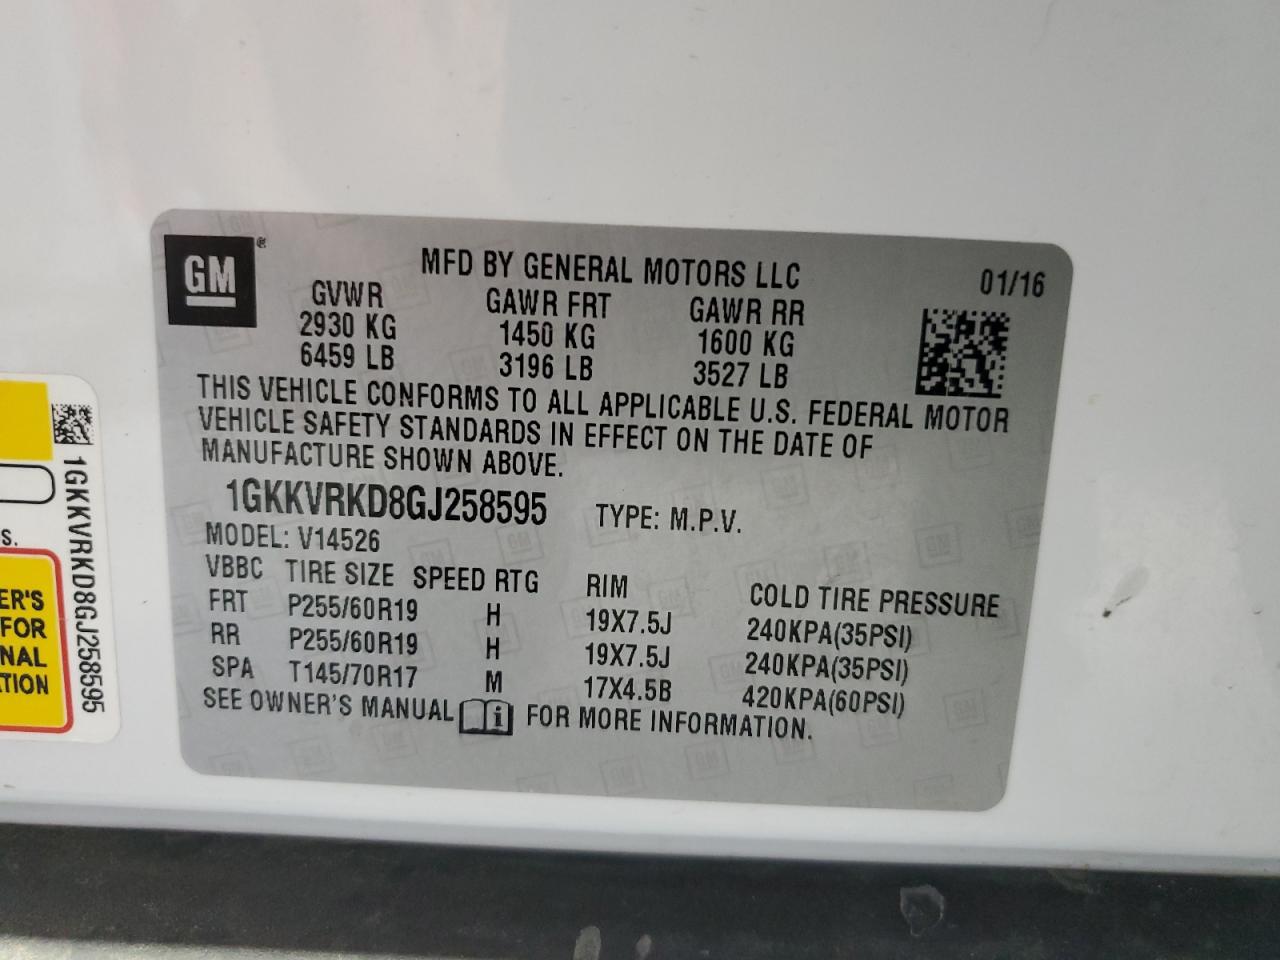 GM ®
MFD BY GENERAL MOTORS LLC 01/16
GVWR GAWR FRT GAWR RR
2930 KG 1450 KG 1600 KG
6459 LB 3196 LB 3527 LB
THIS VEHICLE CONFORMS TO ALL APPLICABLE U.S. FEDERAL MOTOR
VEHICLE SAFETY STANDARDS IN EFFECT ON THE DATE OF
MANUFACTURE SHOWN ABOVE.
1GKKVRKD8GJ258595 TYPE: M.P.V.
MODEL: V14526
VBBC TIRE SIZE SPEED RTG RIM COLD TIRE PRESSURE
FRT P255/60R19 H 19X7.5J 240KPA(35PSI)
RR P255/60R19 H 19X7.5J 240KPA(35PSI)
SPA T145/70R17 M 17X4.5B 420KPA(60PSI)
SEE OWNER'S MANUAL i FOR MORE INFORMATION.
1GKKVRKD8GJ258595
S.
ER'S
FOR
NAL
TION